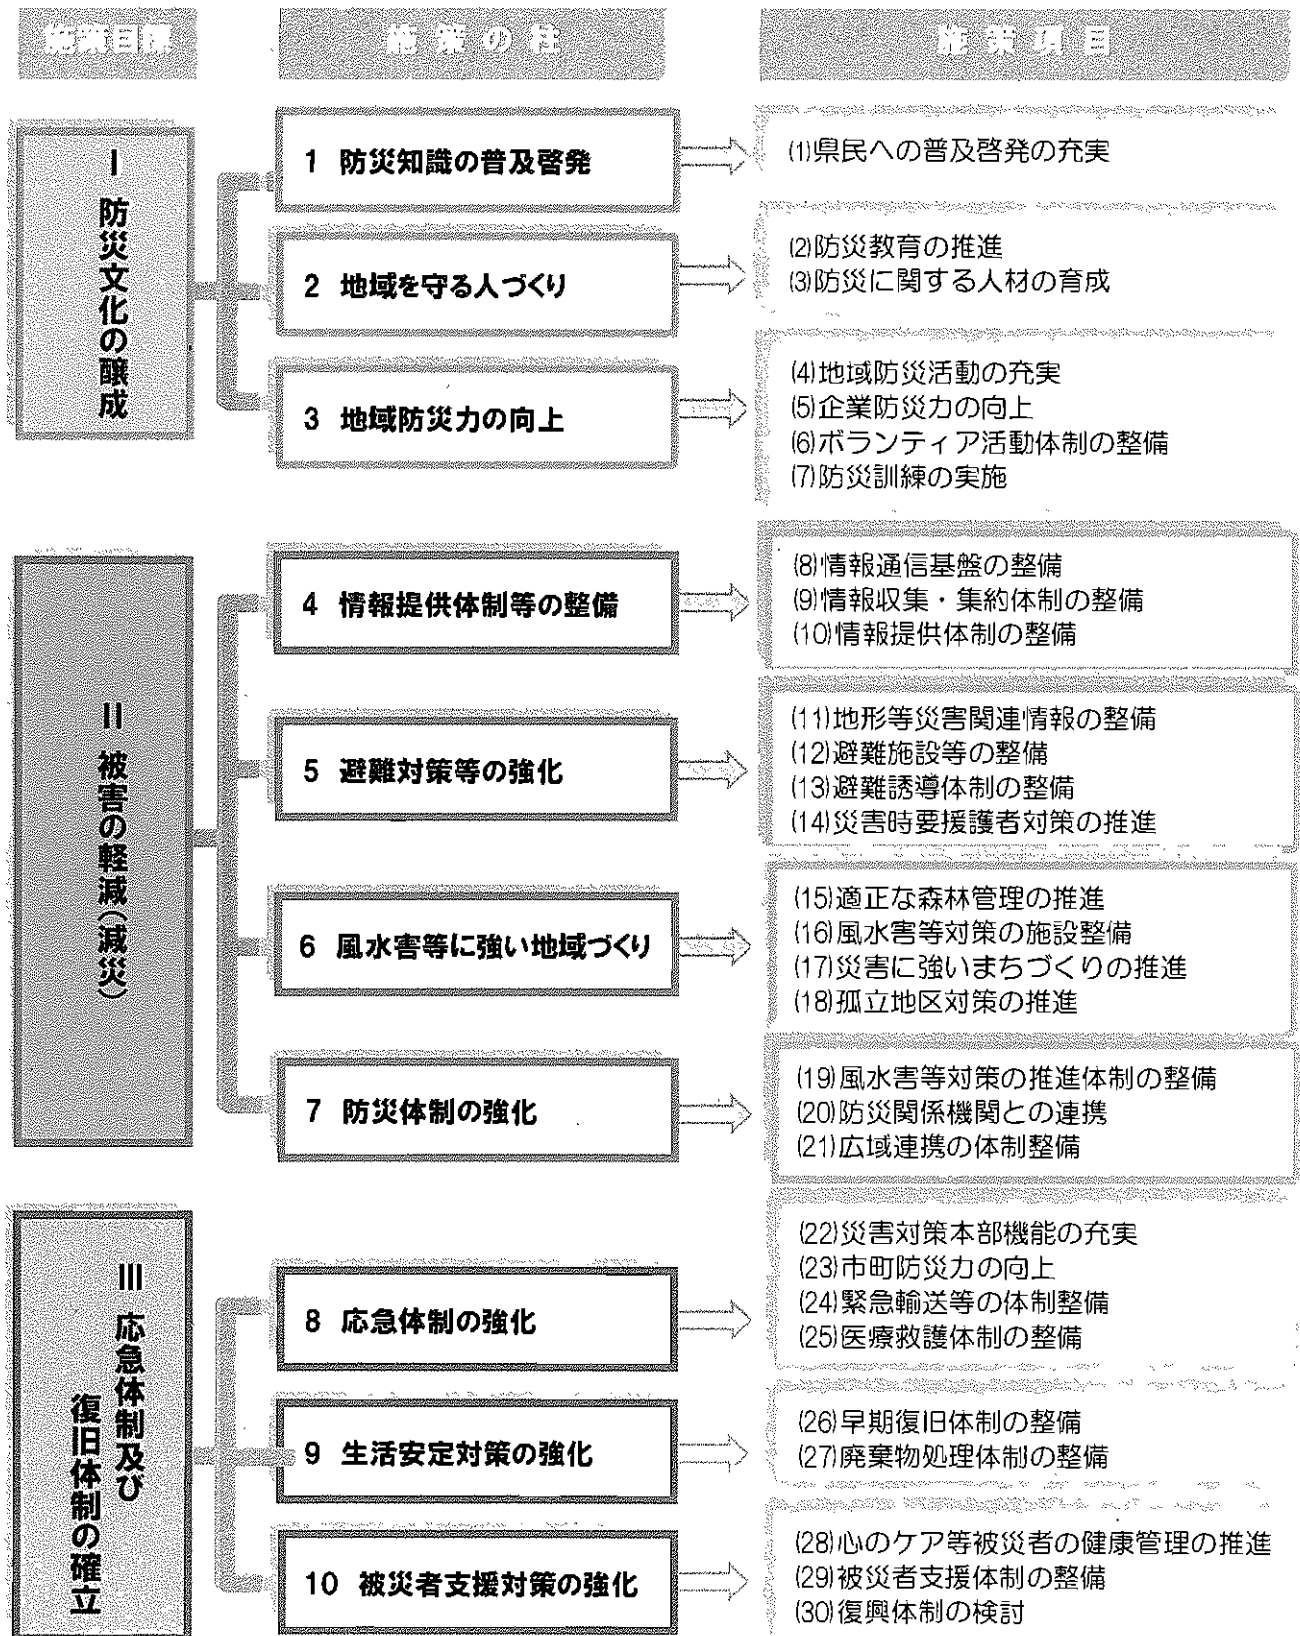 施策目標
施策の柱
施策項目
I 防災文化の醸成
1 防災知識の普及啓発
(1)県民への普及啓発の充実
2 地域を守る人づくり
(2)防災教育の推進
(3)防災に関する人材の育成
3 地域防災力の向上
(4)地域防災活動の充実
(5)企業防災力の向上
(6)ボランティア活動体制の整備
(7)防災訓練の実施
II 被害の軽減(減災)
4 情報提供体制等の整備
(8)情報通信基盤の整備
(9)情報収集・集約体制の整備
(10)情報提供体制の整備
5 避難対策等の強化
(11)地形等災害関連情報の整備
(12)避難施設等の整備
(13)避難誘導体制の整備
(14)災害時要援護者対策の推進
6 風水害等に強い地域づくり
(15)適正な森林管理の推進
(16)風水害等対策の施設整備
(17)災害に強いまちづくりの推進
(18)孤立地区対策の推進
7 防災体制の強化
(19)風水害等対策の推進体制の整備
(20)防災関係機関との連携
(21)広域連携の体制整備
III 応急体制及び
復旧体制の確立
8 応急体制の強化
(22)災害対策本部機能の充実
(23)市町防災力の向上
(24)緊急輸送等の体制整備
(25)医療救護体制の整備
9 生活安定対策の強化
(26)早期復旧体制の整備
(27)廃棄物処理体制の整備
10 被災者支援対策の強化
(28)心のケア等被災者の健康管理の推進
(29)被災者支援体制の整備
(30)復興体制の検討